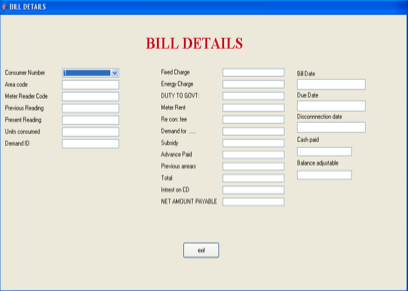 BILL DETAILS
BILL DETAILS
Consumer Number
1
Area code
Meter Reader Code
Previous Reading
Present Reading
Units consumed
Demand ID
Fixed Charge
Energy Charge
DUTY TO GOVT:
Meter Rent
Re con: fee
Demand for .....
Subsidy
Advance Paid
Previous arrears
Total
Intrest on CD
NET AMOUNT PAYABLE
Bill Date
Due Date
Disconnection date
Cash paid
Balance adjustable
exit